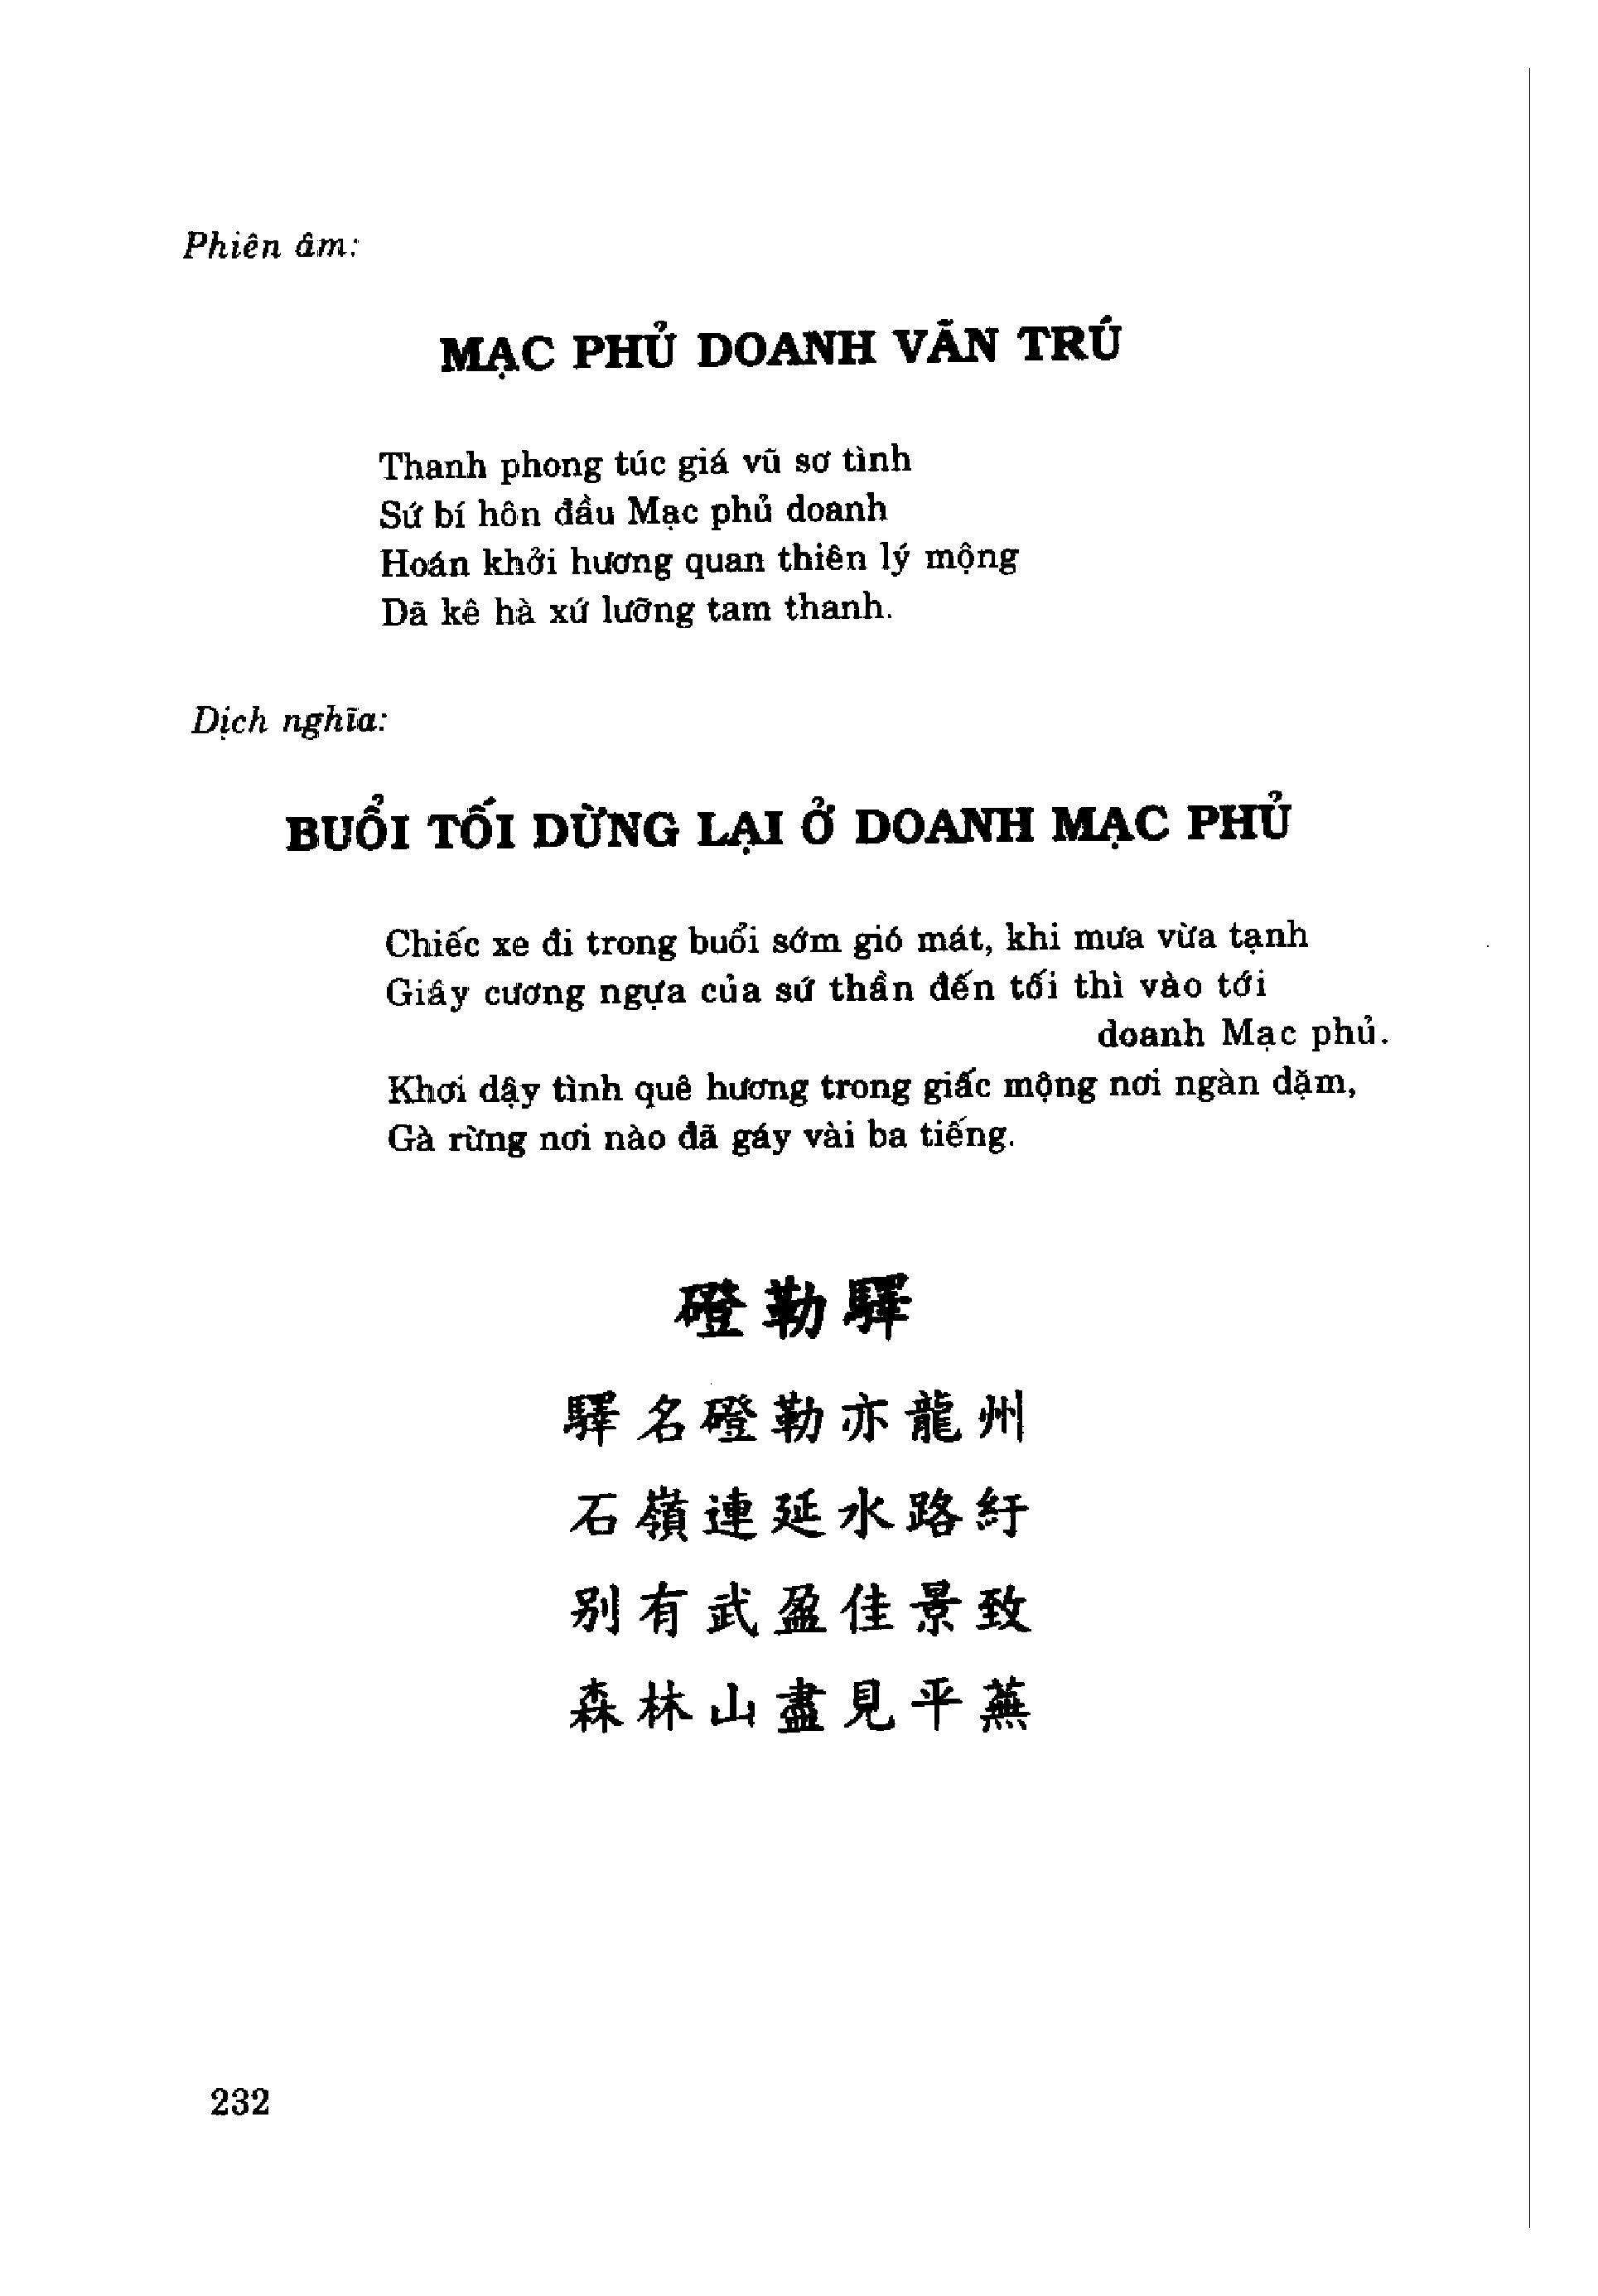 Phiên âm:
MẠC PHỦ DOANH VÃN TRÚ
Thanh phong túc giá vũ sơ tình
Sứ bí hôn đầu Mạc phủ doanh
Hoán khởi hương quan thiên lý mộng
Dã kê hà xứ lưỡng tam thanh.
Dịch nghĩa:
BUỔI TỐI DỪNG LẠI Ở DOANH MẠC PHỦ
Chiếc xe đi trong buổi sớm gió mát, khi mưa vừa tạnh
Giây cương ngựa của sứ thần đến tối thì vào tới
doanh Mạc phủ.
Khơi dậy tình quê hương trong giấc mộng nơi ngàn dặm,
Gà rừng nơi nào đã gáy vài ba tiếng.
磴勒驛
驛名磴勒亦龍州
石嶺連延水路紆
别有武盈佳景致
森林山盡見平蕪
232